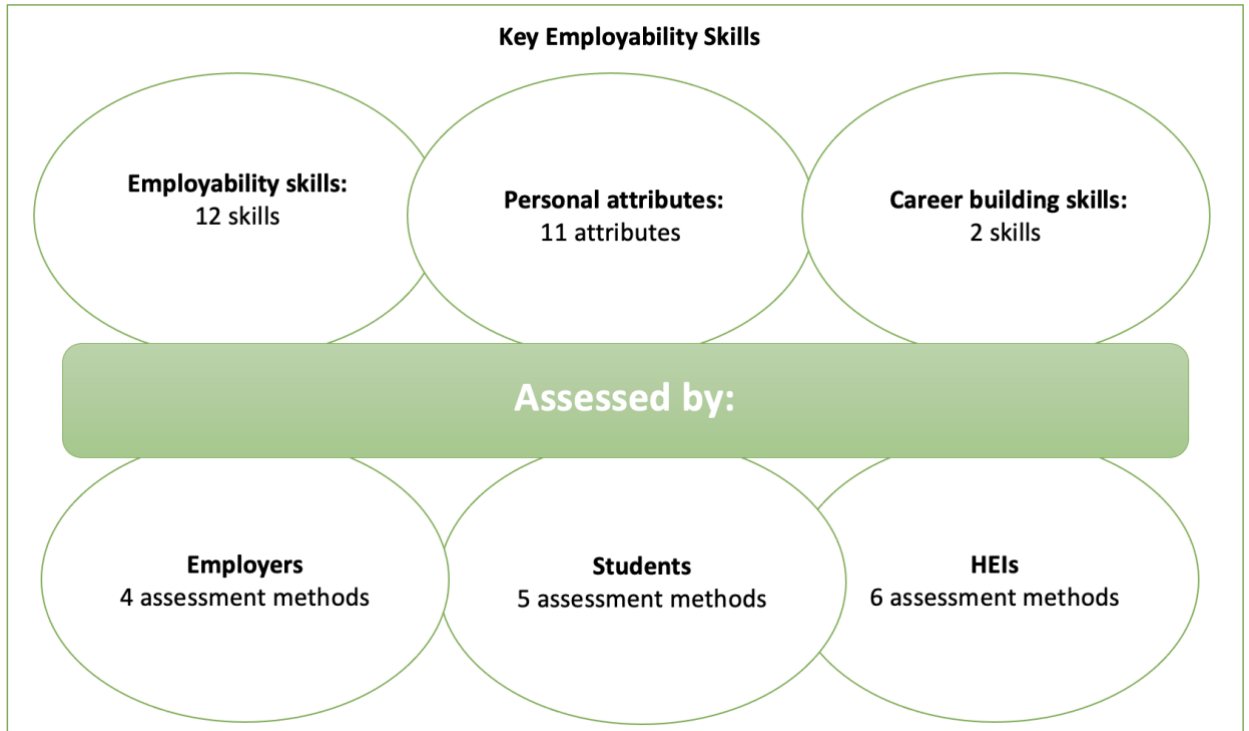 Key Employability Skills
Employability skills:
12 skills
Personal attributes:
11 attributes
Career building skills:
2 skills
Assessed by:
Employers
4 assessment methods
Students
5 assessment methods
HEIs
6 assessment methods